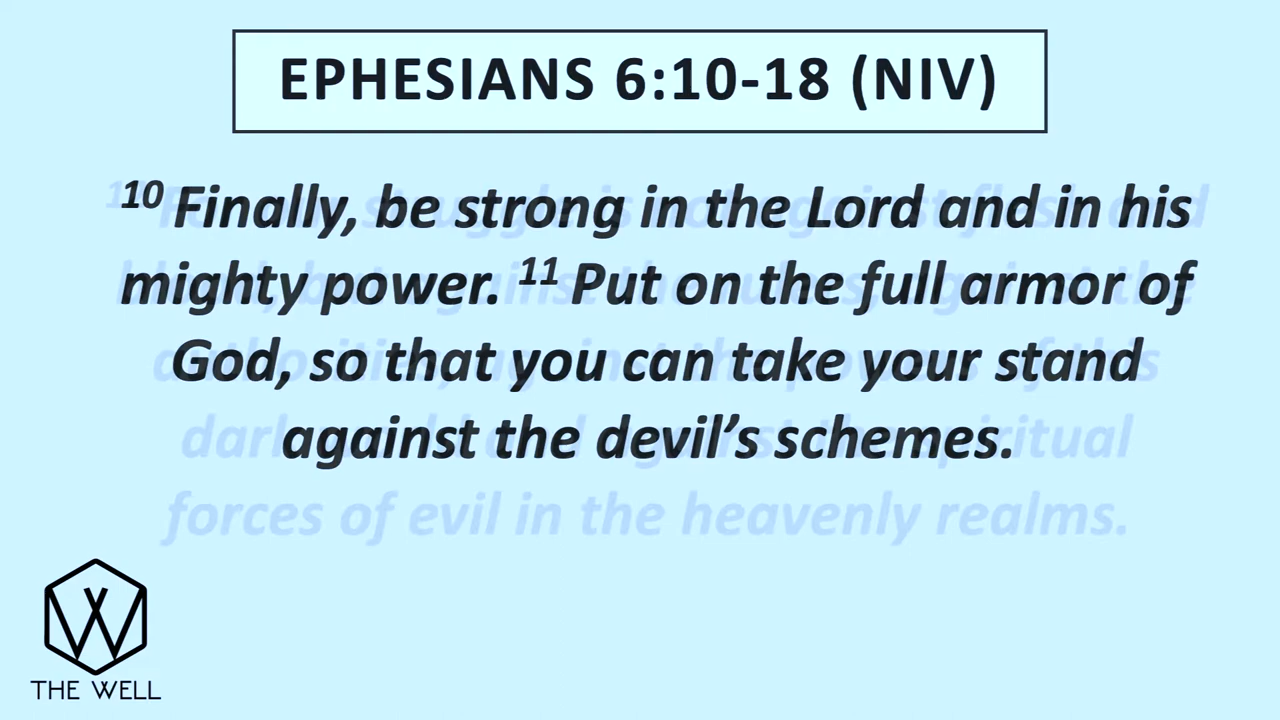 EPHESIANS 6:10-18 (NIV)
10 Finally, be strong in the Lord and in his
mighty power. 11 Put on the full armor of
God, so that you can take your stand
against the devil’s schemes.
forces of evil in the heavenly realms.
THE WELL